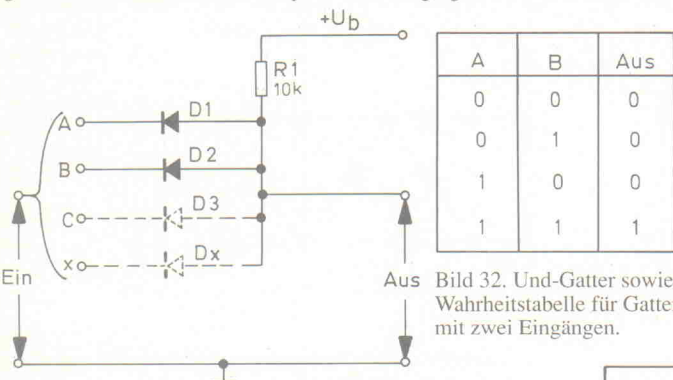 +Ub
R1
10k
A
D1
B
D2
C
D3
x
Dx
Ein
Aus
A B Aus
0 0 0
0 1 0
1 0 0
1 1 1
Bild 32. Und-Gatter sowie
Wahrheitstabelle für Gatter
mit zwei Eingängen.